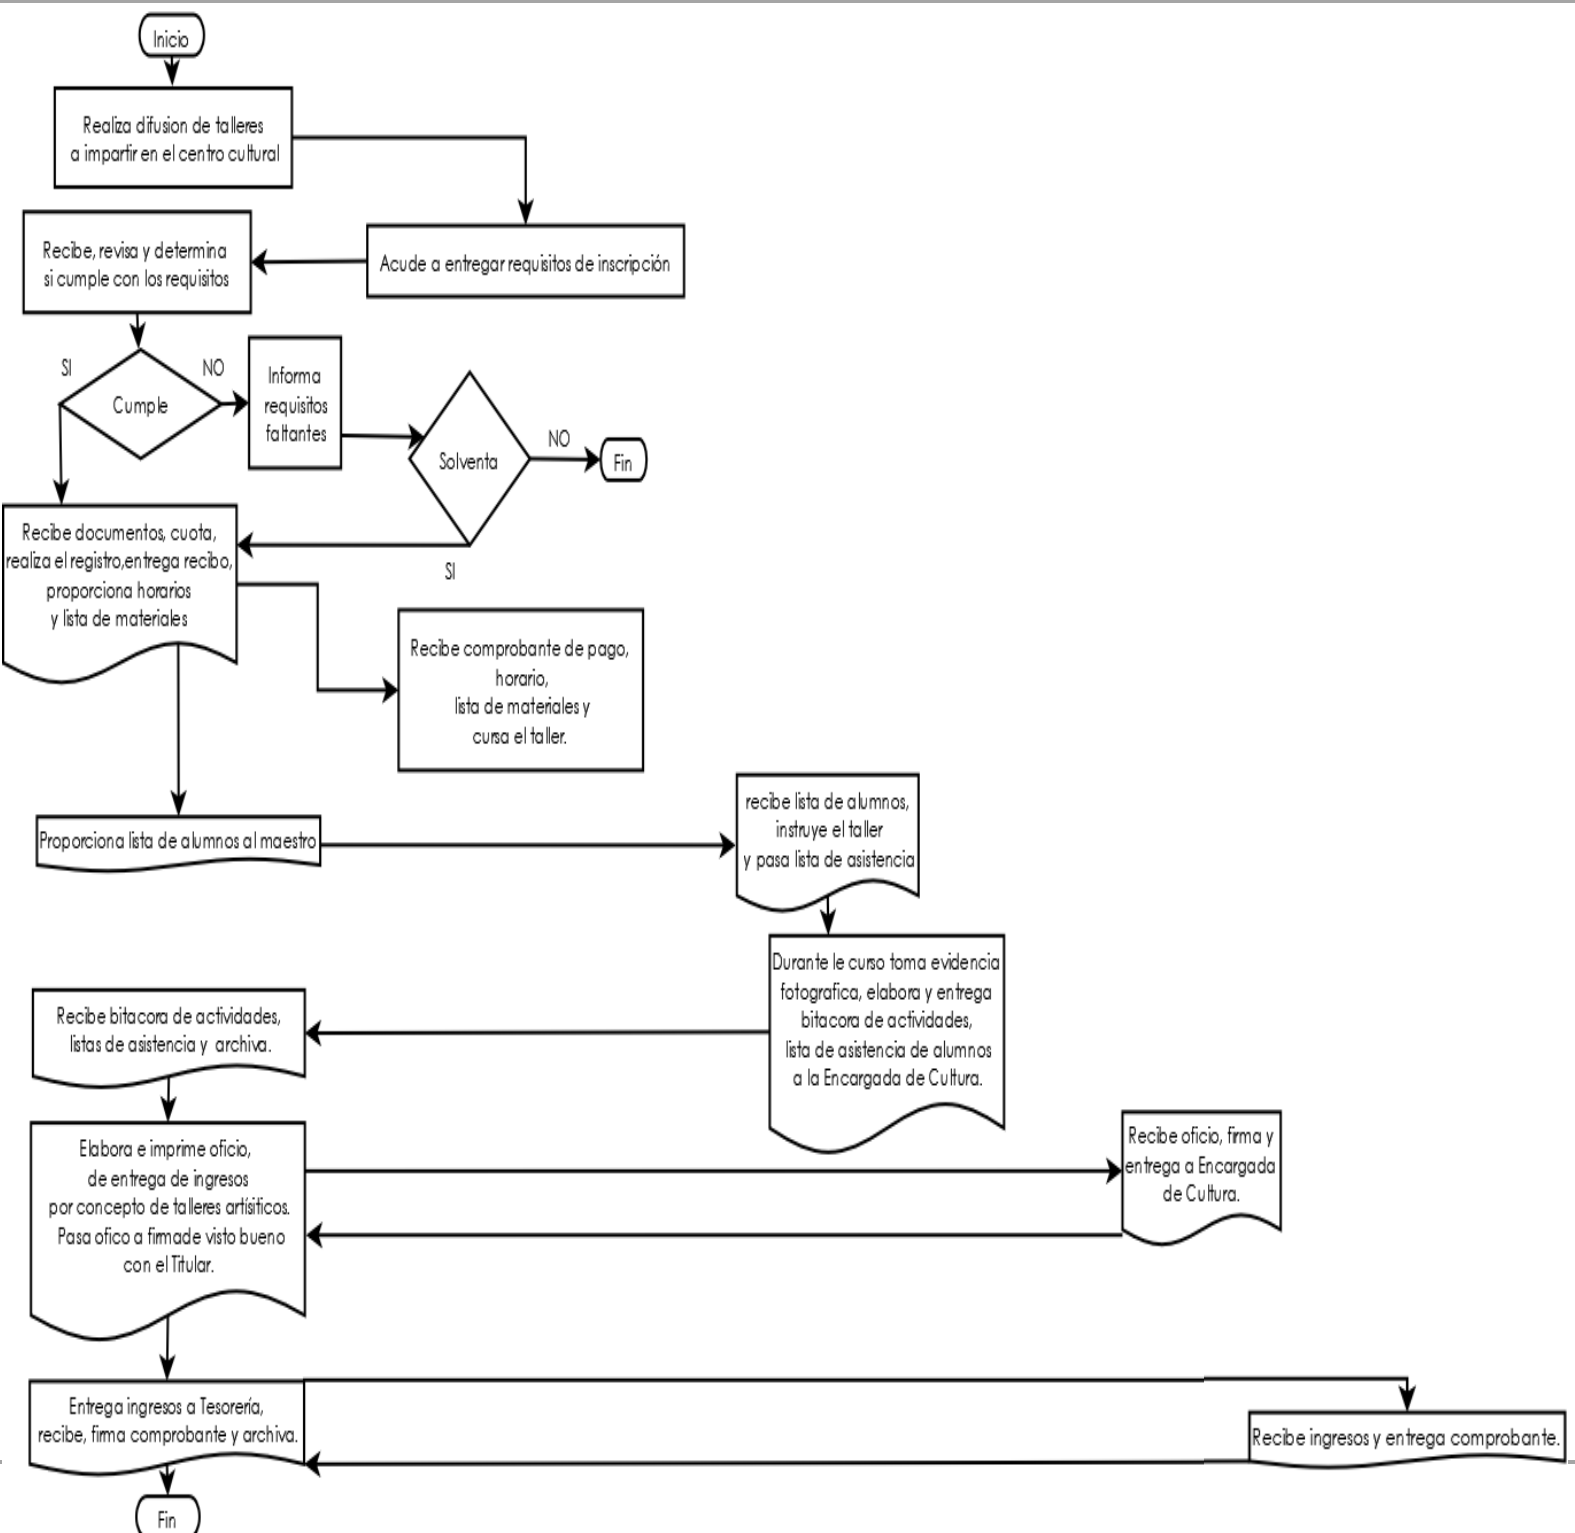 Inicio
Realiza difusion de talleres
a impartir en el centro cultural
Acude a entregar requisitos de inscripción
Recibe, revisa y determina
si cumple con los requisitos
SI
NO
Cumple
Informa
requisitos
faltantes
Solventa
NO
Fin
SI
Recibe documentos, cuota,
realiza el registro,entrega recibo,
proporciona horarios
y lista de materiales
Recibe comprobante de pago,
horario,
lista de materiales y
cursa el taller.
Proporciona lista de alumnos al maestro
recibe lista de alumnos,
instruye el taller
y pasa lista de asistencia
Durante le curso toma evidencia
fotografica, elabora y entrega
bitacora de actividades,
lista de asistencia de alumnos
a la Encargada de Cultura.
Recibe bitacora de actividades,
listas de asistencia y archiva.
Elabora e imprime oficio,
de entrega de ingresos
por concepto de talleres artísiticos.
Pasa ofico a firmade visto bueno
con el Titular.
Recibe oficio, firma y
entrega a Encargada
de Cultura.
Entrega ingresos a Tesorería,
recibe, firma comprobante y archiva.
Recibe ingresos y entrega comprobante.
Fin